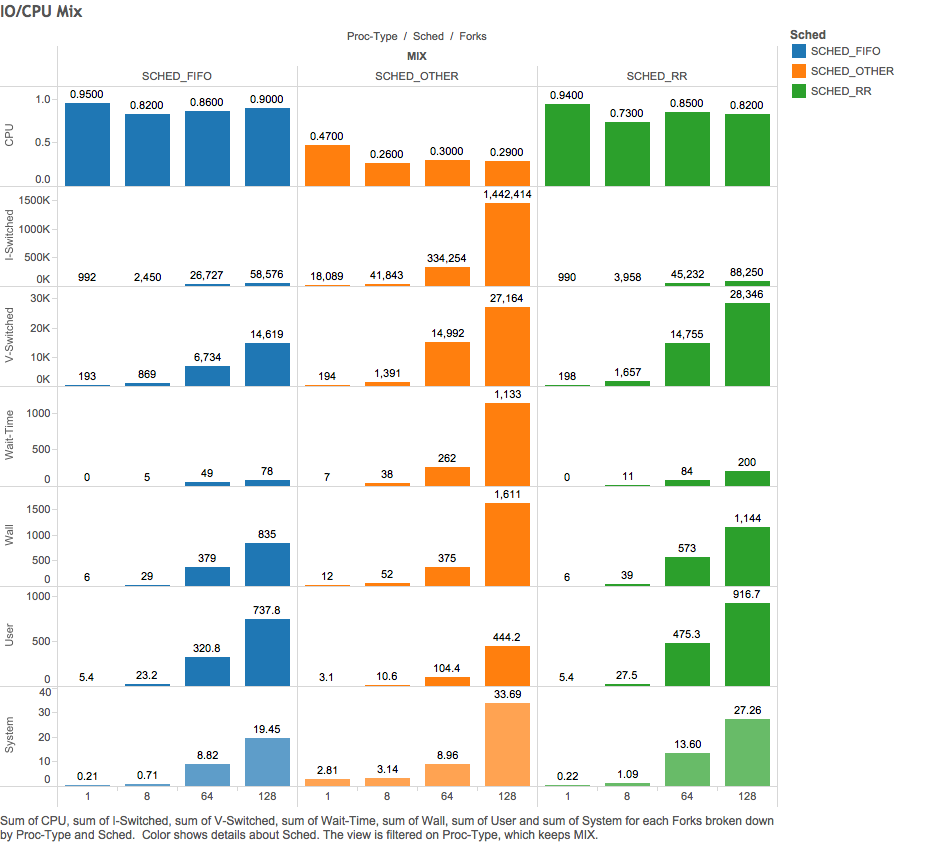 IO/CPU Mix
Proc-Type / Sched / Forks
Sched
SCHED_FIFO
SCHED_OTHER
SCHED_RR
MIX
SCHED_FIFO SCHED_OTHER SCHED_RR
CPU
1.0
0.5
0.0
0.9500 0.8200 0.8600 0.9000 0.4700 0.2600 0.3000 0.2900 0.9400 0.7300 0.8500 0.8200
I-Switched
1500K
1000K
500K
0K
992 2,450 26,727 58,576 18,089 41,843 334,254 1,442,414 990 3,958 45,232 88,250
V-Switched
30K
20K
10K
0K
193 869 6,734 14,619 194 1,391 14,992 27,164 198 1,657 14,755 28,346
Wait-Time
1000
500
0
0 5 49 78 7 38 262 1,133 0 11 84 200
Wall
1500
1000
500
0
6 29 379 835 12 52 375 1,611 6 39 573 1,144
User
1000
500
0
5.4 23.2 320.8 737.8 3.1 10.6 104.4 444.2 5.4 27.5 475.3 916.7
System
40
30
20
10
0
0.21 0.71 8.82 19.45 2.81 3.14 8.96 33.69 0.22 1.09 13.60 27.26
1 8 64 128 1 8 64 128 1 8 64 128
Sum of CPU, sum of I-Switched, sum of V-Switched, sum of Wait-Time, sum of Wall, sum of User and sum of System for each Forks broken down
by Proc-Type and Sched. Color shows details about Sched. The view is filtered on Proc-Type, which keeps MIX.